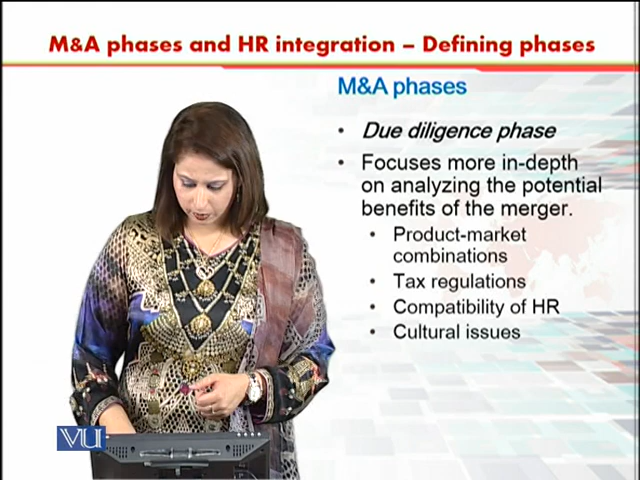 M&A phases and HR integration – Defining phases
M&A phases
• Due diligence phase
• Focuses more in-depth
on analyzing the potential
benefits of the merger.
• Product-market
combinations
• Tax regulations
• Compatibility of HR
• Cultural issues
VU